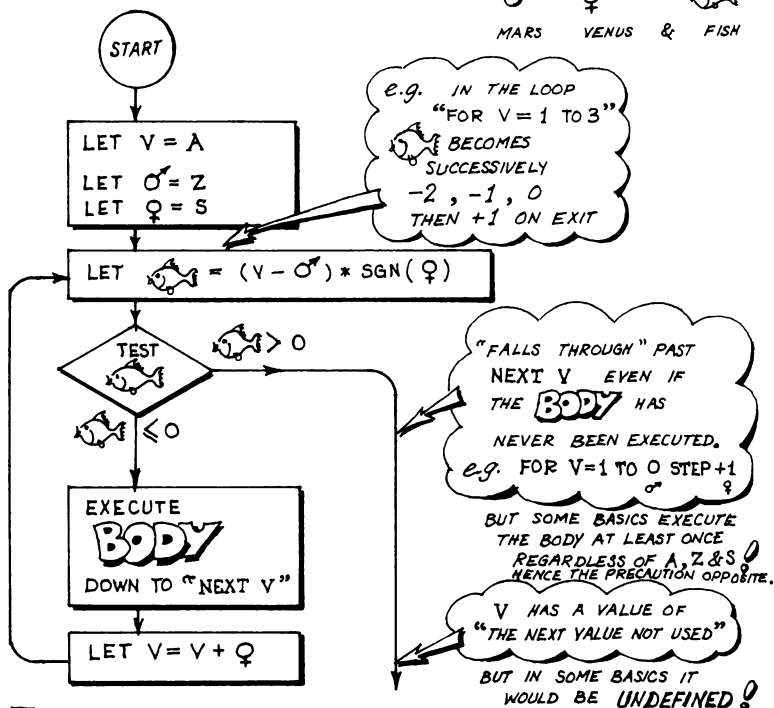 MARS VENUS & FISH
START
LET V = A
LET ♂ = Z
LET ♀ = S
e.g. IN THE LOOP
"FOR V = 1 TO 3"
BECOMES
SUCCESSIVELY
-2, -1, 0
THEN +1 ON EXIT
LET = (V - ♂) * SGN(♀)
TEST
> 0
≤ 0
"FALLS THROUGH" PAST
NEXT V EVEN IF
THE BODY HAS
NEVER BEEN EXECUTED.
e.g. FOR V=1 TO 0 STEP+1
♂ ♀
BUT SOME BASICS EXECUTE
THE BODY AT LEAST ONCE
REGARDLESS OF A, Z & S!
HENCE THE PRECAUTION OPPOSITE.
EXECUTE
BODY
DOWN TO "NEXT V"
LET V = V + ♀
V HAS A VALUE OF
"THE NEXT VALUE NOT USED"
BUT IN SOME BASICS IT
WOULD BE UNDEFINED!